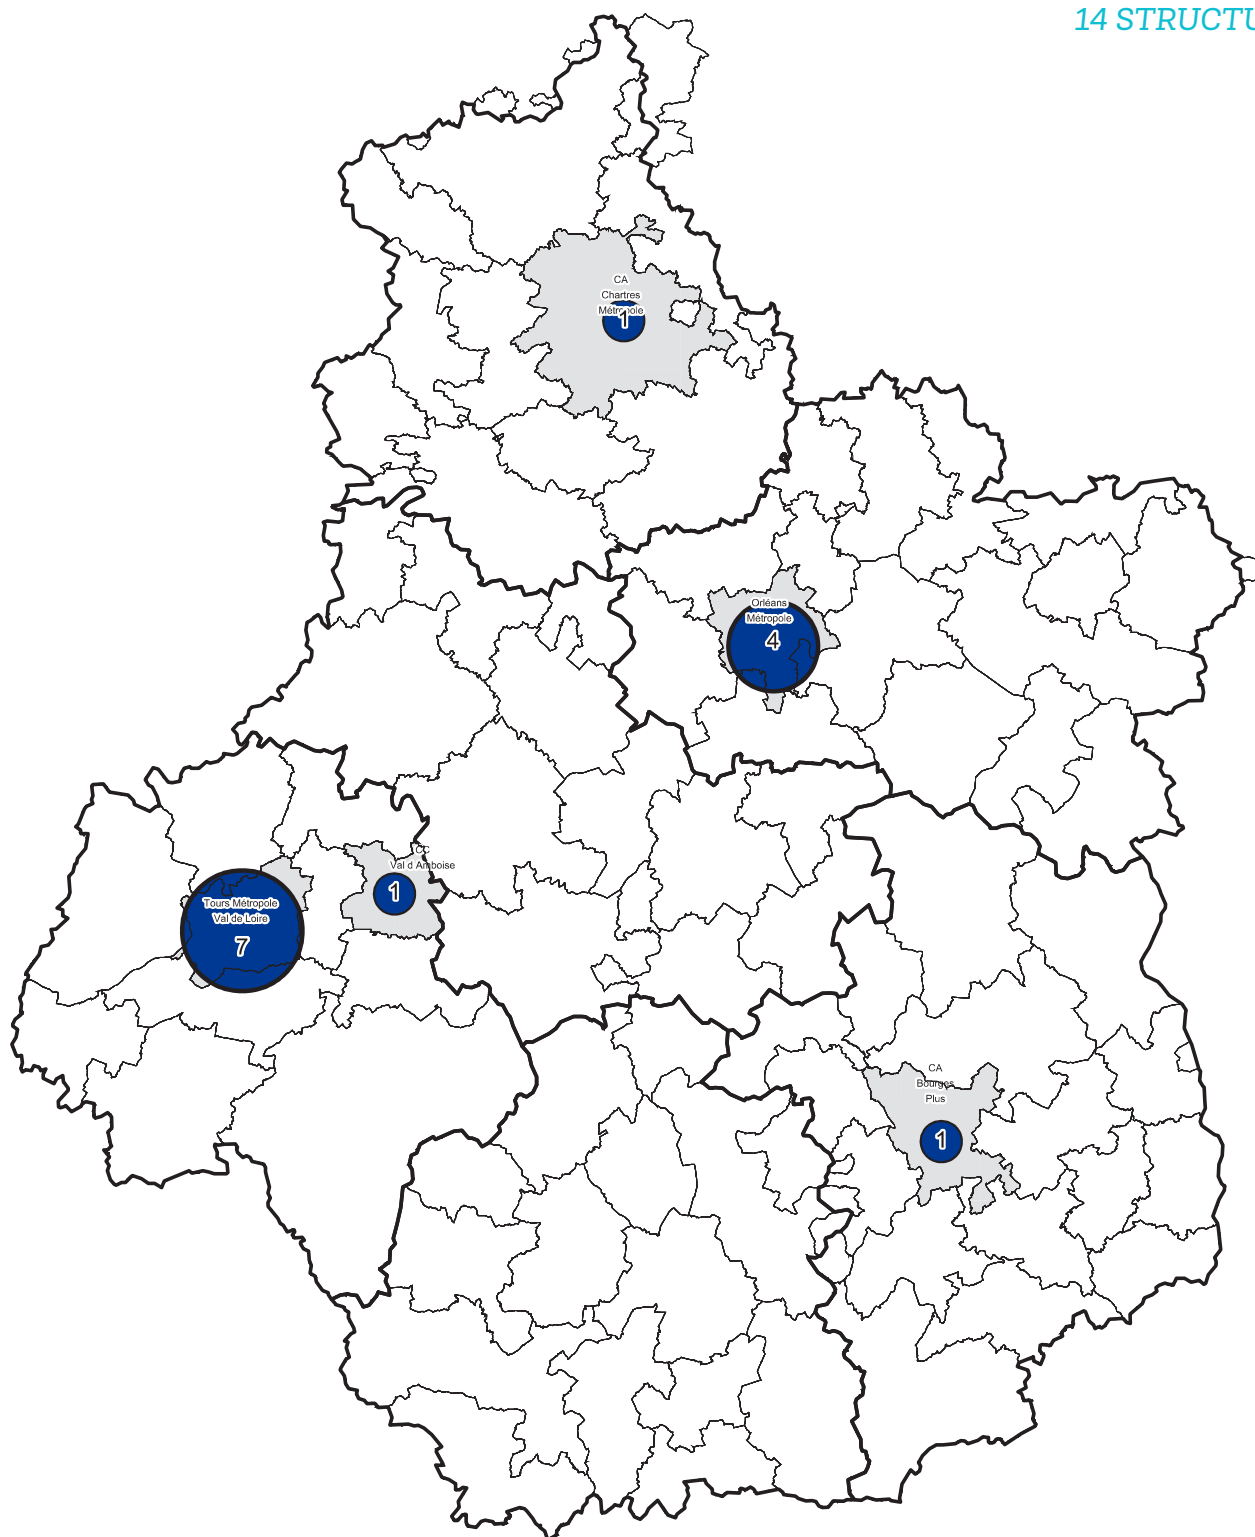 14 STRUCTU
CA
Chartres
Métropole
1
Orléans
Métropole
4
CC
Val d Amboise
1
Tours Métropole
Val de Loire
7
CA
Bourges
Plus
1